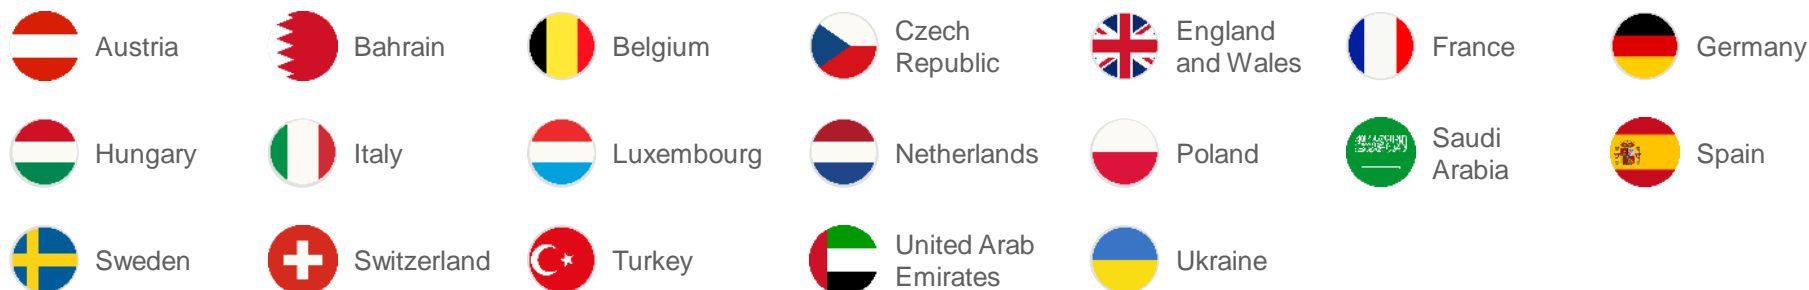 Austria
Bahrain
Belgium
Czech
Republic
England
and Wales
France
Germany
Hungary
Italy
Luxembourg
Netherlands
Poland
Saudi
Arabia
Spain
Sweden
Switzerland
Turkey
United Arab
Emirates
Ukraine